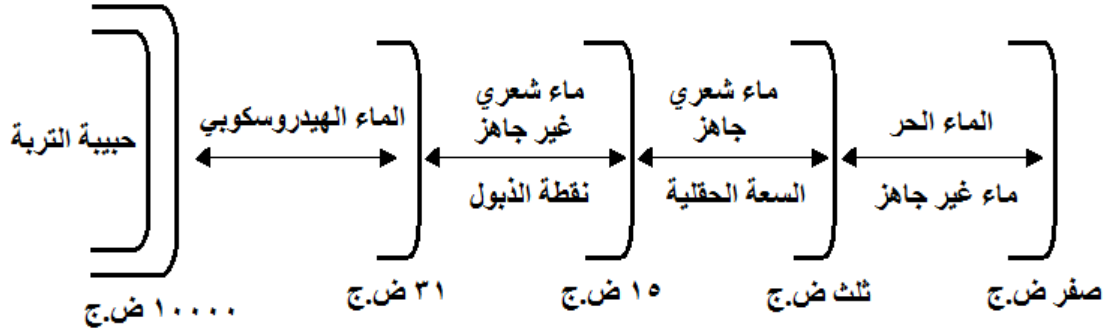 حبيبة التربة
الماء الهيدروسكوبي
ماء شعري
غير جاهز
نقطة الذبول
ماء شعري
جاهز
السعة الحقلية
الماء الحر
ماء غير جاهز
١٠٠٠٠ ض.ج
٣١ ض.ج
١٥ ض.ج
ثلث ض.ج
صفر ض.ج